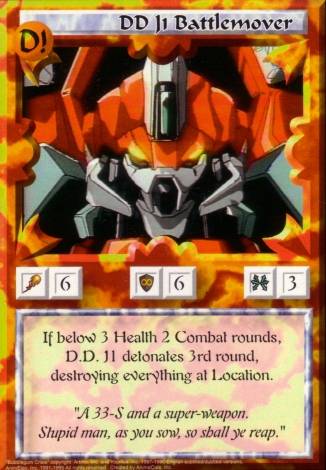 DD J1 Battlemover
D!
6
6
3
If below 3 Health 2 Combat rounds,
D.D. J1 detonates 3rd round,
destroying everything at Location.
"A 33-S and a super-weapon.
Stupid man, as you sow, so shall ye reap."